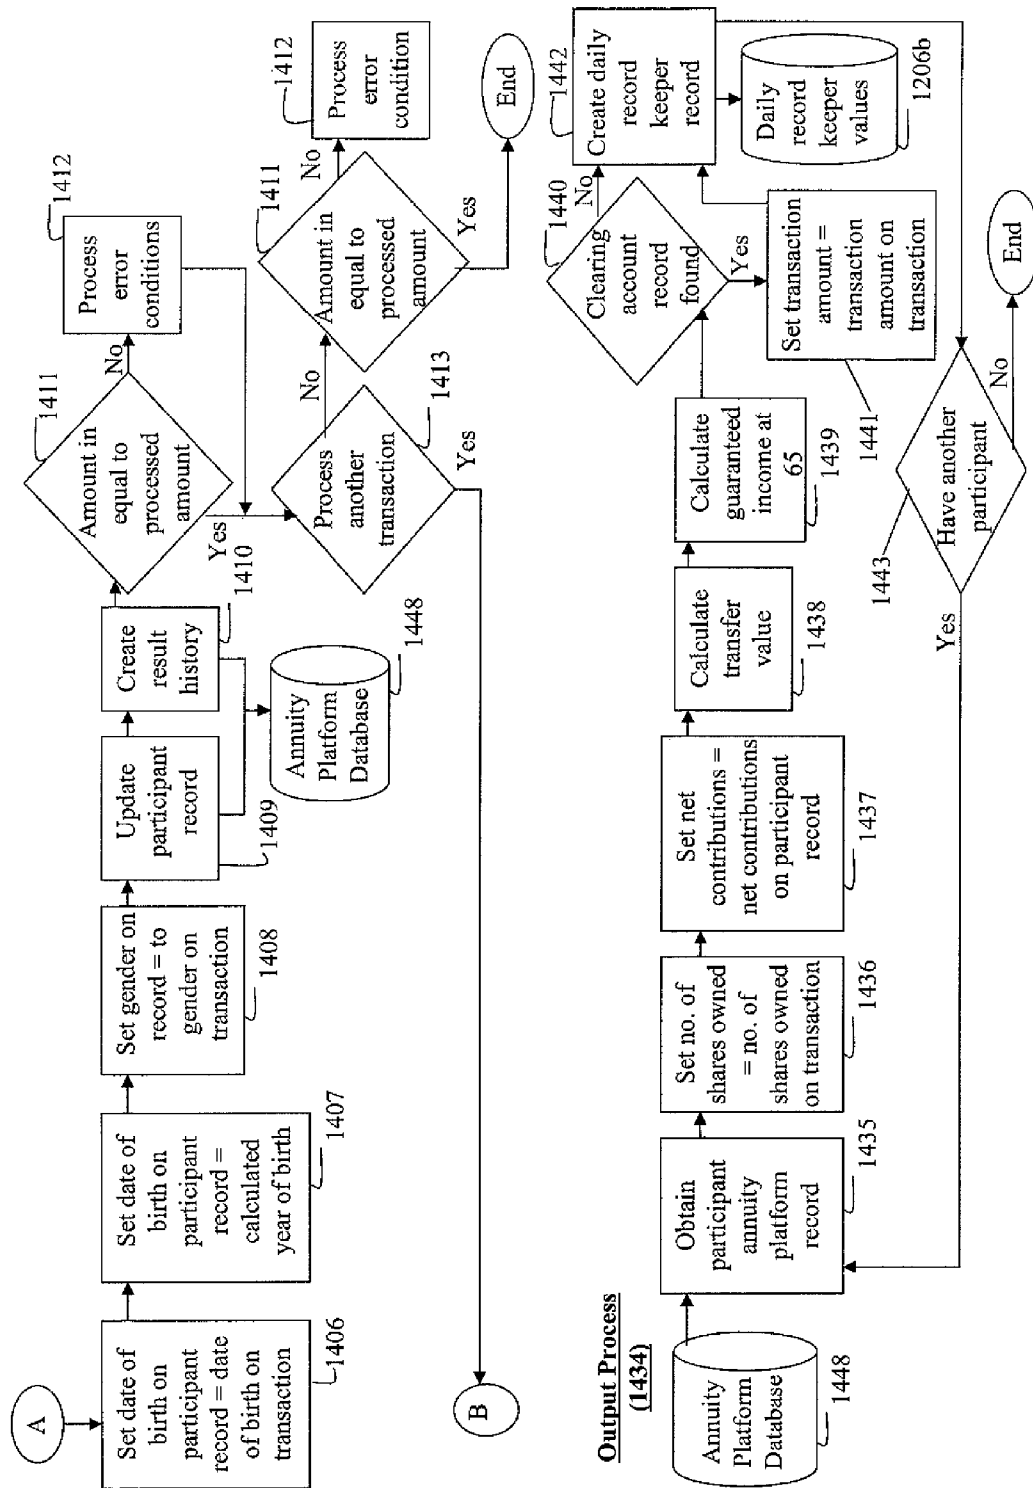 A
Set date of
birth on
participant
record = date
of birth on
transaction
1406
Set date of
birth on
participant
record =
calculated
year of birth
1407
Set gender on
record = to
gender on
transaction
1408
Update
participant
record
1409
Create
result
history
1410
Annuity
Platform
Database
1448
Amount in
equal to
processed
amount
1411
No
Yes
Process
error
conditions
1412
Process
another
transaction
1413
No
Yes
B
Amount in
equal to
processed
amount
1411
No
Yes
Process
error
condition
1412
End
Output Process
(1434)
Annuity
Platform
Database
1448
Obtain
participant
annuity
platform
record
1435
Set no. of
shares owned
= no. of
shares owned
on transaction
1436
Set net
contributions =
net contributions
on participant
record
1437
Calculate
transfer
value
1438
Calculate
guaranteed
income at
65
1439
Clearing
account
record
found
1440
No
Yes
Set transaction
amount =
transaction
amount on
transaction
1441
Create daily
record
keeper
record
1442
Daily
record
keeper
values
1206b
Have another
participant
1443
Yes
No
End